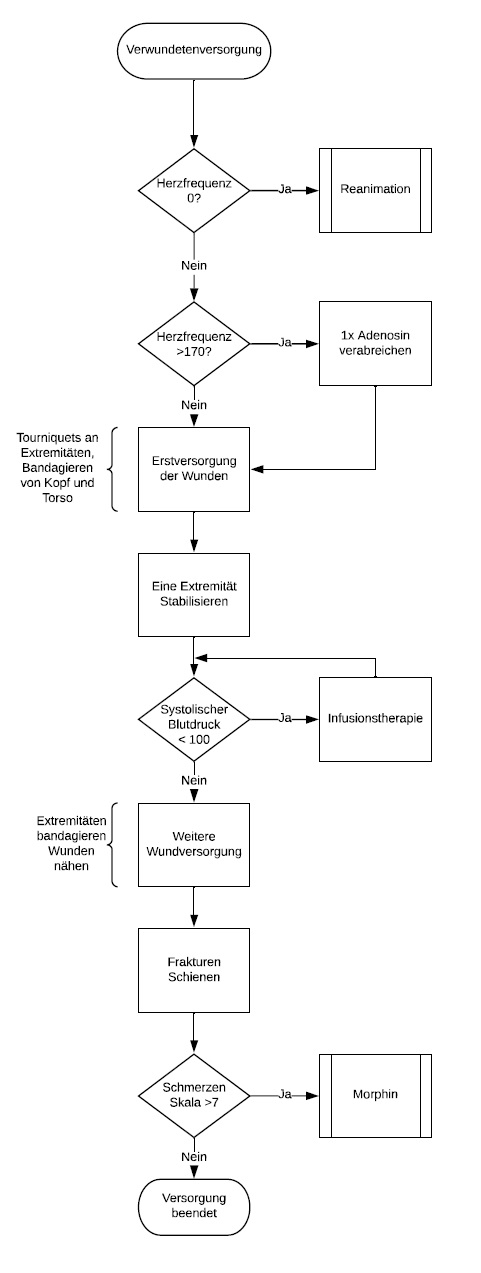 Verwundetenversorgung
Herzfrequenz
0?
Ja
Reanimation
Nein
Herzfrequenz
>170?
Ja
1x Adenosin
verabreichen
Nein
Tourniquets an
Extremitäten,
Bandagieren
von Kopf und
Torso
Erstversorgung
der Wunden
Eine Extremität
Stabilisieren
Systolischer
Blutdruck
< 100
Ja
Infusionstherapie
Nein
Extremitäten
bandagieren
Wunden
nähen
Weitere
Wundversorgung
Frakturen
Schienen
Schmerzen
Skala >7
Ja
Morphin
Nein
Versorgung
beendet